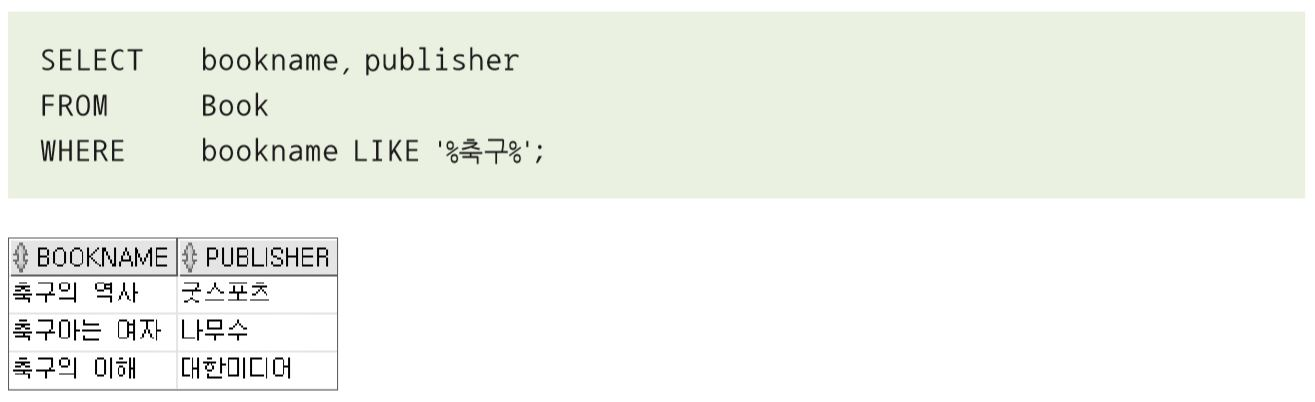 SELECT bookname, publisher
FROM Book
WHERE bookname LIKE '%축구%';
BOOKNAME PUBLISHER
축구의 역사 굿스포츠
축구아는 여자 나무수
축구의 이해 대한미디어